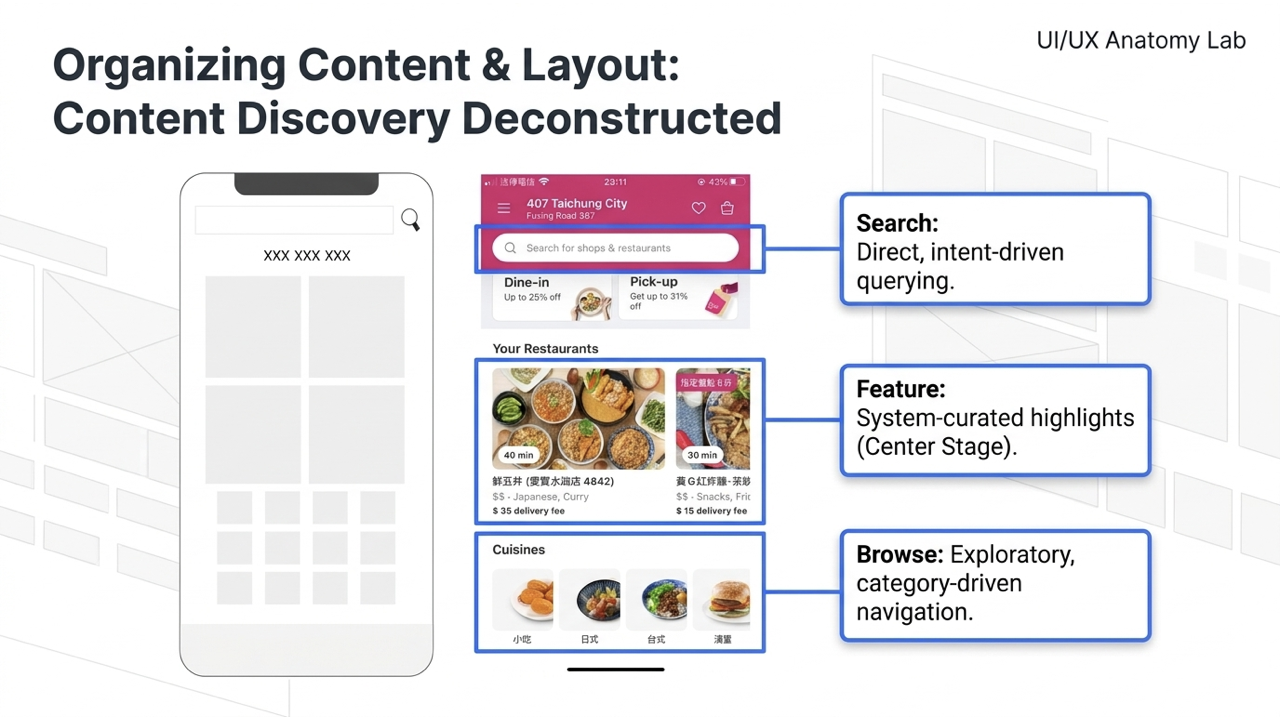 UI/UX Anatomy Lab
Organizing Content & Layout:
Content Discovery Deconstructed
XXX XXX XXX
23:11
43%
407 Taichung City
Fusing Road 367
Search for shops & restaurants
Dine-in
Up to 25% off
Pick-up
Get up to 31%
off
Your Restaurants
40 min
30 min
4842)
$$ · Japanese, Curry
$ 35 delivery fee
$$ · Snacks, Fri
$ 15 delivery fee
Cuisines
小吃
日式
台式
Search:
Direct, intent-driven
querying.
Feature:
System-curated highlights
(Center Stage).
Browse: Exploratory,
category-driven
navigation.